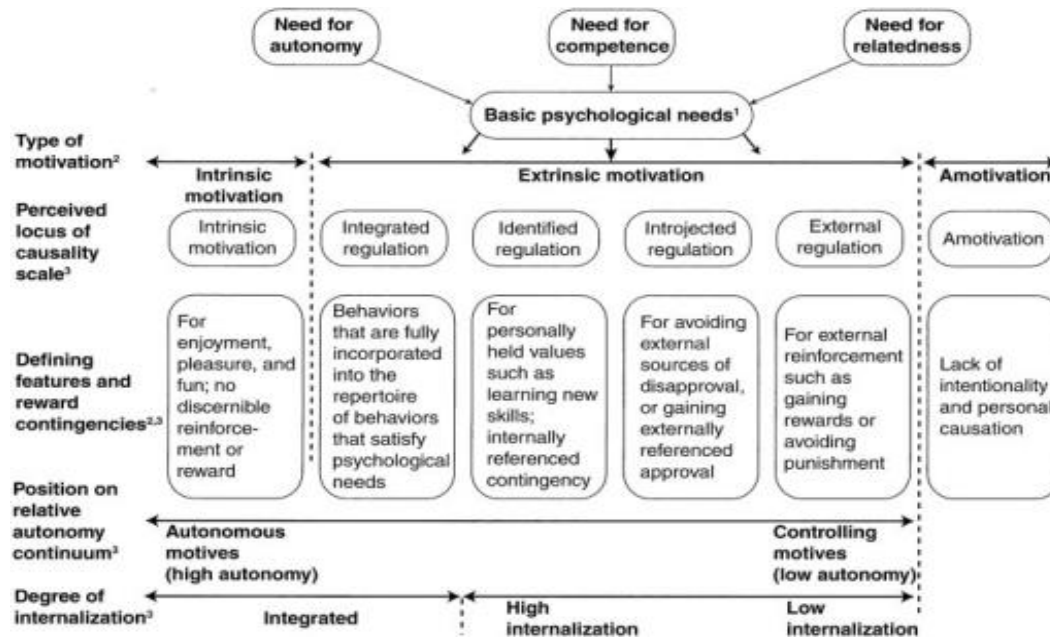 Need for
autonomy
Need for
competence
Need for
relatedness
Basic psychological needs¹
Type of
motivation²
Intrinsic
motivation
Extrinsic motivation
Amotivation
Perceived
locus of
causality
scale³
Intrinsic
motivation
Integrated
regulation
Identified
regulation
Introjected
regulation
External
regulation
Amotivation
Defining
features and
reward
contingencies²,³
For
enjoyment,
pleasure, and
fun; no
discernible
reinforce-
ment or
reward
Behaviors
that are fully
incorporated
into the
repertoire
of behaviors
that satisfy
psychological
needs
For
personally
held values
such as
learning new
skills;
internally
referenced
contingency
For avoiding
external
sources of
disapproval,
or gaining
externally
referenced
approval
For external
reinforcement
such as
gaining
rewards or
avoiding
punishment
Lack of
intentionality
and personal
causation
Position on
relative
autonomy
continuum³
Autonomous
motives
(high autonomy)
Controlling
motives
(low autonomy)
Degree of
internalization³
Integrated
High
internalization
Low
internalization